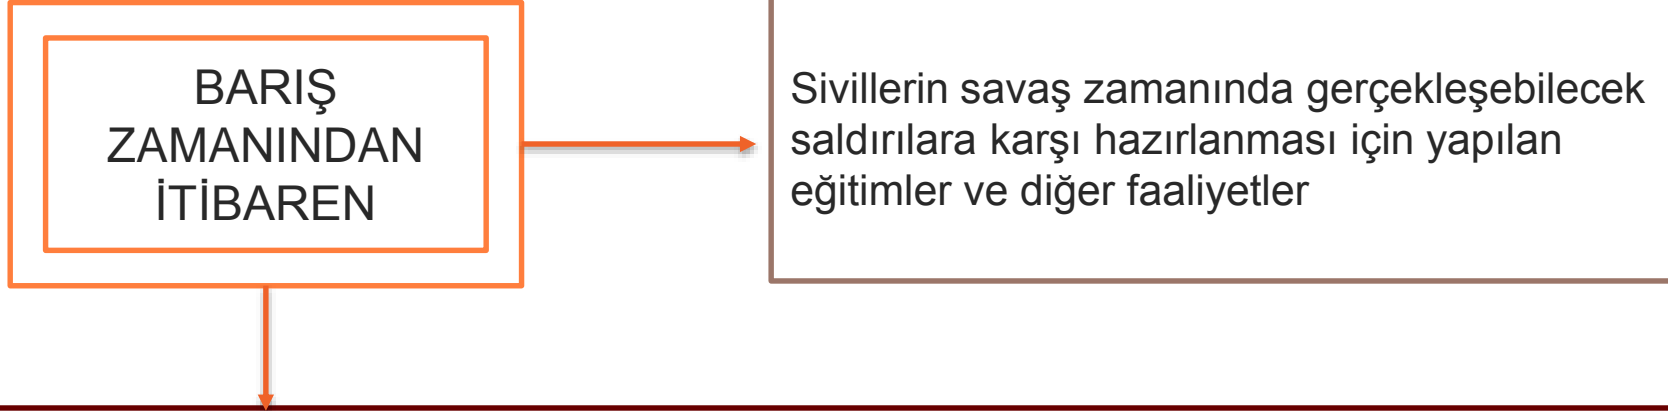 BARIŞ
ZAMANINDAN
İTİBAREN
Sivillerin savaş zamanında gerçekleşebilecek
saldırılara karşı hazırlanması için yapılan
eğitimler ve diğer faaliyetler